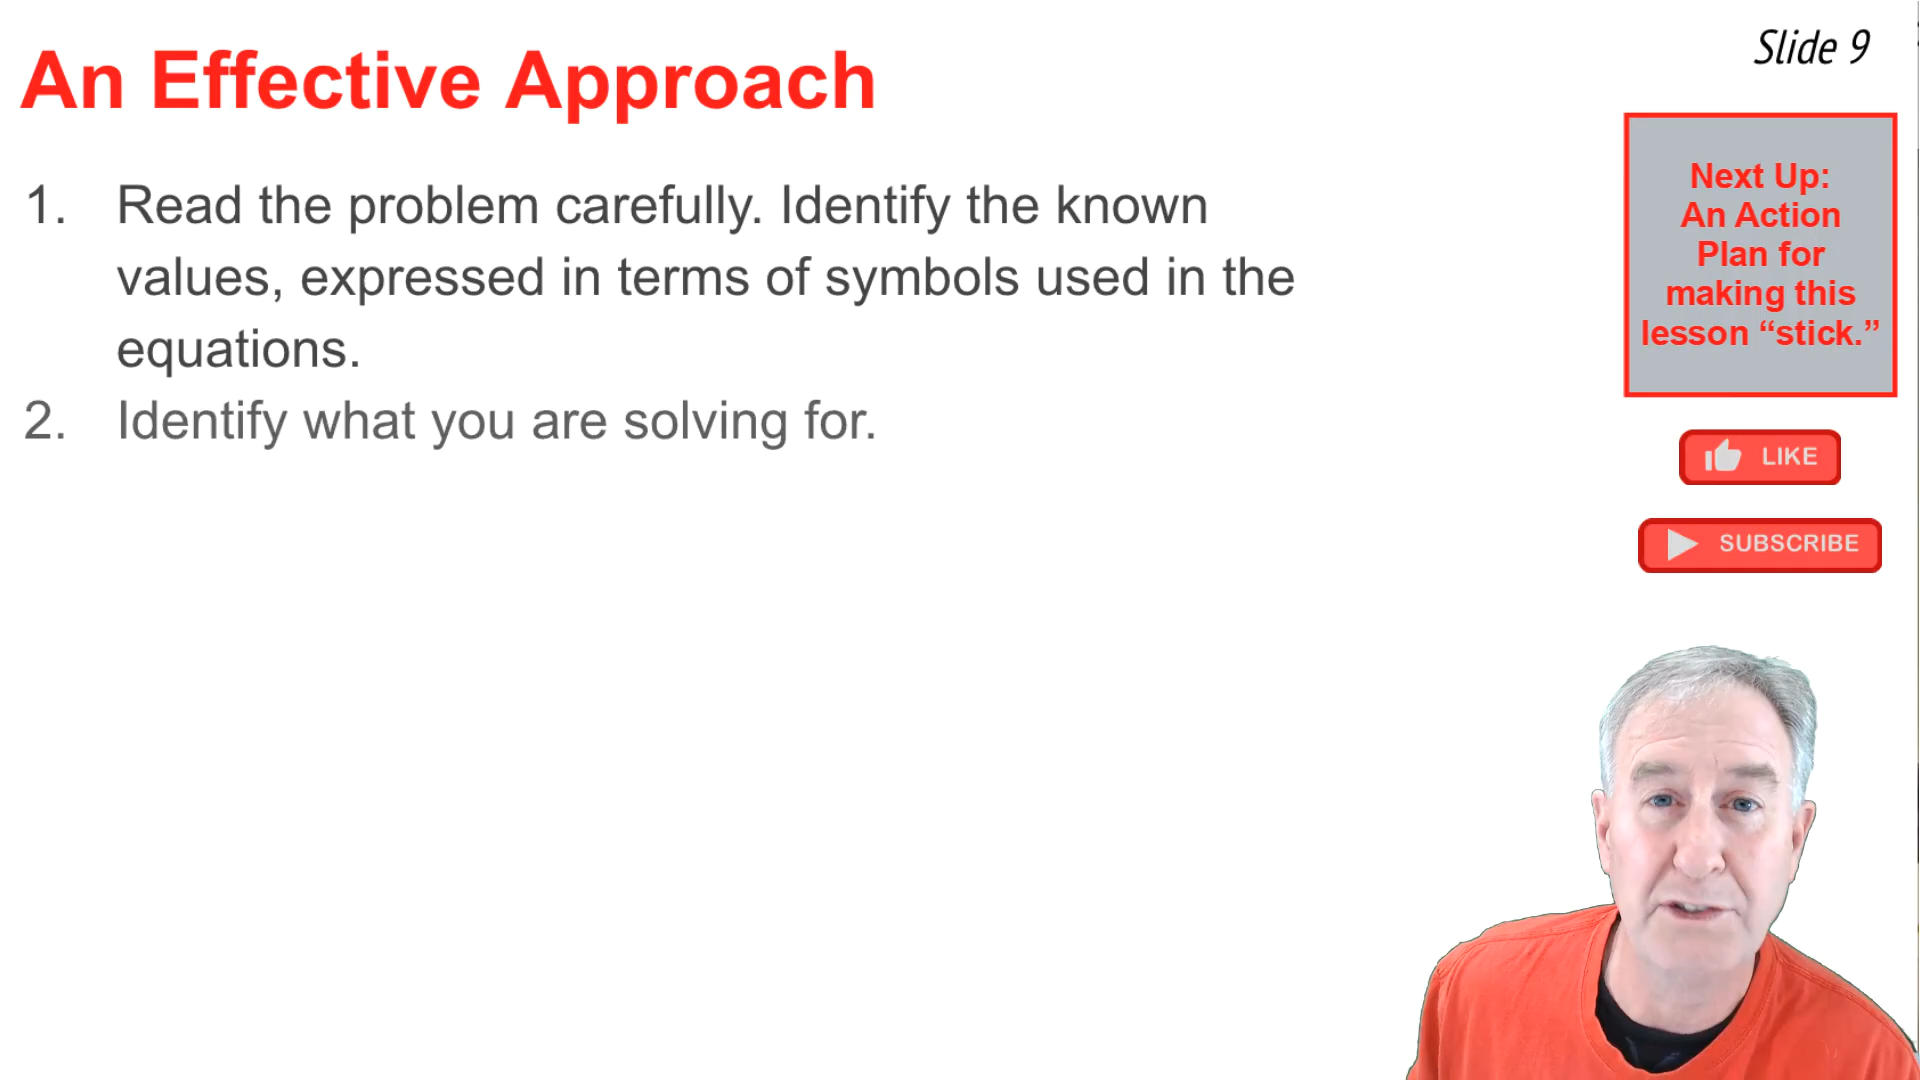 An Effective Approach
Slide 9
1. Read the problem carefully. Identify the known
values, expressed in terms of symbols used in the
equations.
2. Identify what you are solving for.
Next Up:
An Action
Plan for
making this
lesson “stick.”
LIKE
SUBSCRIBE